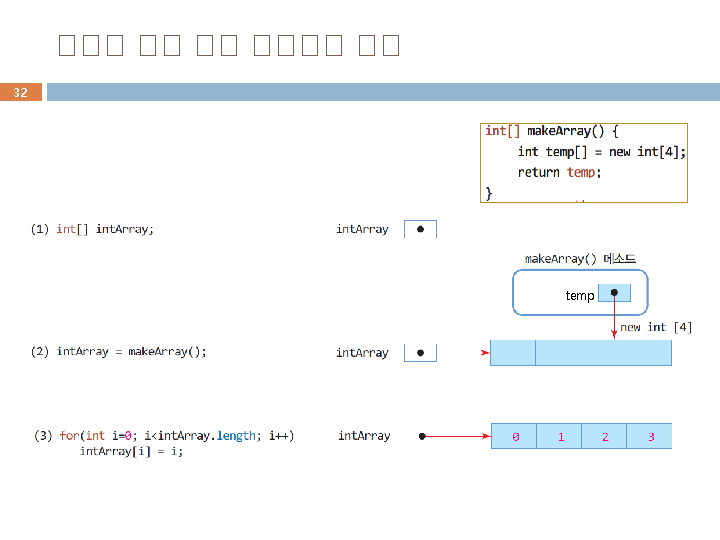 32
int[] makeArray() {
int temp[] = new int[4];
return temp;
}
(1) int[] intArray;
intArray
makeArray() 메소드
temp
new int [4]
(2) intArray = makeArray();
intArray
(3) for(int i=0; i<intArray.length; i++)
intArray[i] = i;
intArray
0 1 2 3